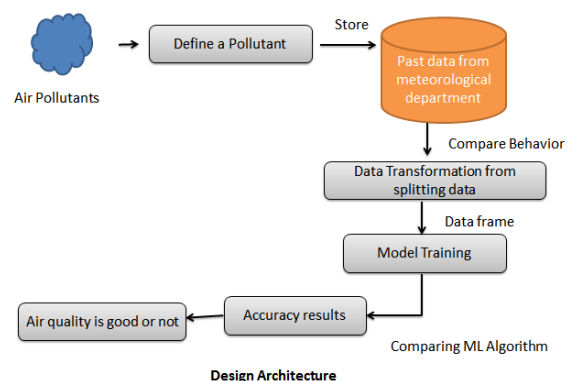 Store
Define a Pollutant
Air Pollutants
Past data from
meteorological
department
Compare Behavior
Data Transformation from
splitting data
Data frame
Model Training
Accuracy results
Air quality is good or not
Comparing ML Algorithm
Design Architecture